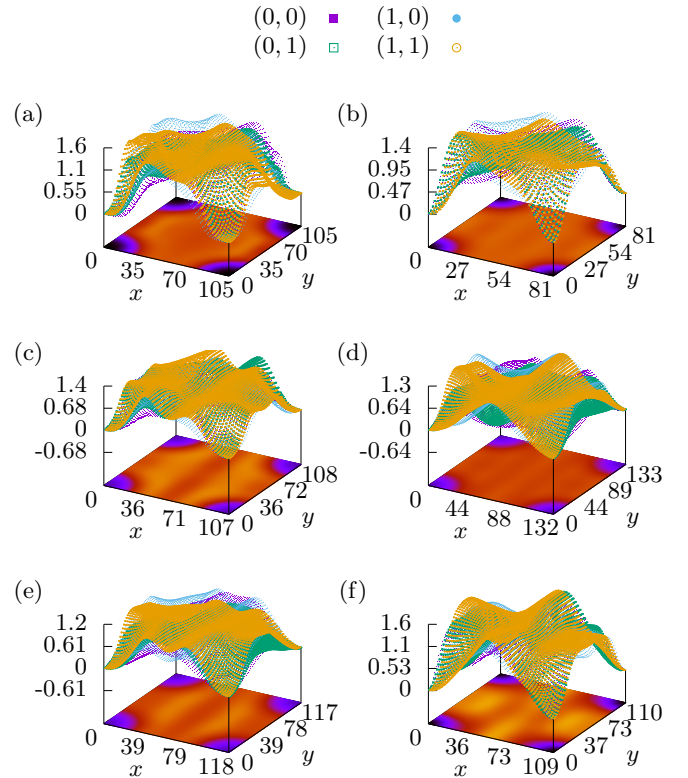 (0, 0) (1, 0)
(0, 1) (1, 1)
(a) (b)
1.6 1.4
1.1 0.95
0.55 0.47
0 0
0 35 70 105 0 35 70 105
x y
0 27 54 81 0 27 54 81
x y
(c) (d)
1.4 1.3
0.68 0.64
0 0
-0.68 -0.64
0 36 71 107 0 36 72 108
x y
0 44 88 132 0 44 89 133
x y
(e) (f)
1.2 1.6
0.61 1.1
0 0.53
-0.61 0
0 39 79 118 0 39 78 117
x y
0 36 73 109 0 37 73 110
x y